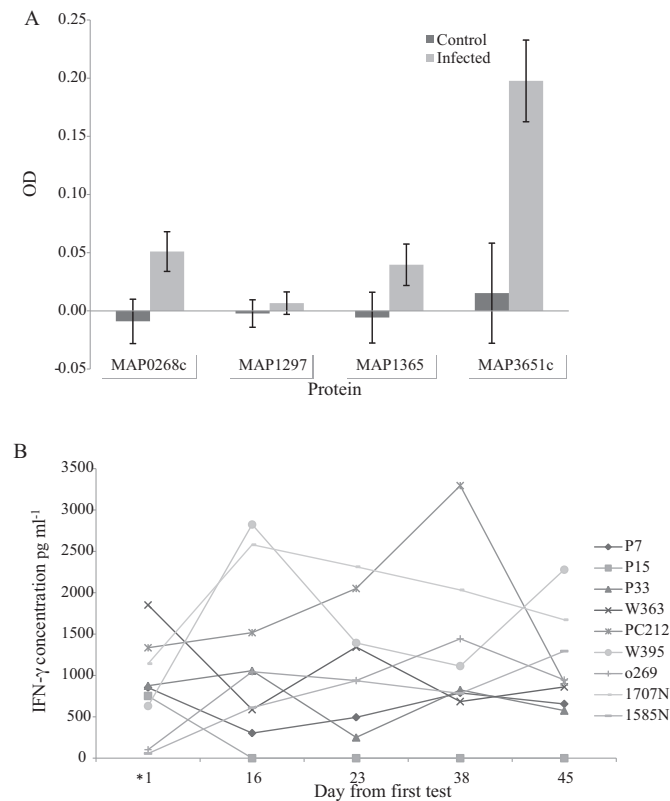 A
0.25
0.20
0.15
0.10
0.05
0.00
-0.05
OD
Control
Infected
MAP0268c MAP1297 MAP1365 MAP3651c
Protein
B
3500
3000
2500
2000
1500
1000
500
0
IFN-γ concentration pg ml-1
P7
P15
P33
W363
PC212
W395
o269
1707N
1585N
*1 16 23 38 45
Day from first test